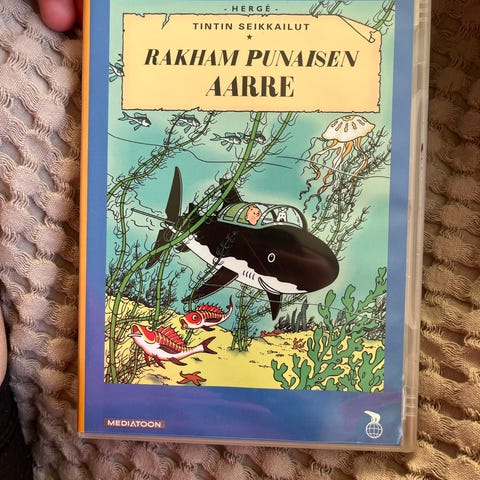 - HERGÉ -
TINTIN SEIKKAILUT
RAKHAM PUNAISEN
AARRE
MEDIATOON